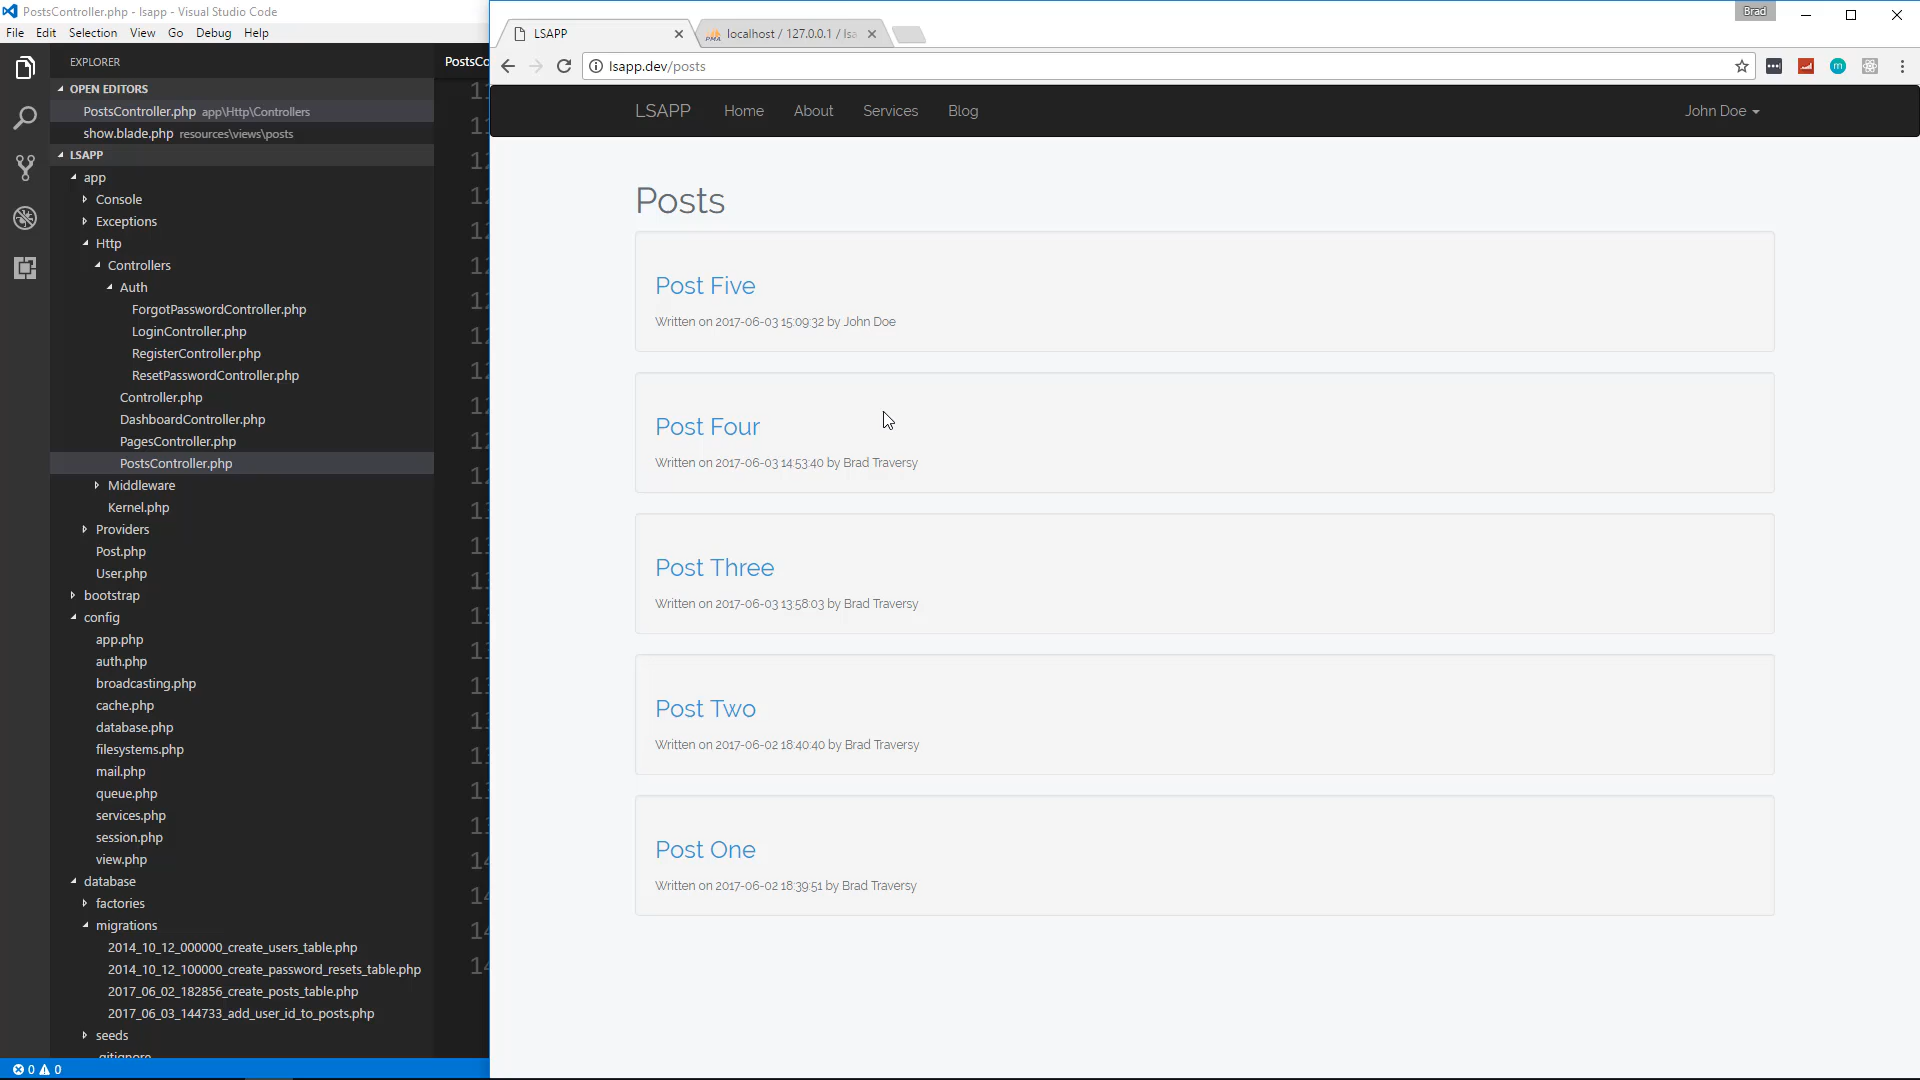 PostsController.php - lsapp - Visual Studio Code
File Edit Selection View Go Debug Help
EXPLORER
OPEN EDITORS
PostsController.php app\Http\Controllers
show.blade.php resources\views\posts
LSAPP
app
Console
Exceptions
Http
Controllers
Auth
ForgotPasswordController.php
LoginController.php
RegisterController.php
ResetPasswordController.php
Controller.php
DashboardController.php
PagesController.php
PostsController.php
Middleware
Kernel.php
Providers
Post.php
User.php
bootstrap
config
app.php
auth.php
broadcasting.php
cache.php
database.php
filesystems.php
mail.php
queue.php
services.php
session.php
view.php
database
factories
migrations
2014_10_12_000000_create_users_table.php
2014_10_12_100000_create_password_resets_table.php
2017_06_02_182856_create_posts_table.php
2017_06_03_144733_add_user_id_to_posts.php
seeds
.gitignore
0 0
PostsCo
Brad
LSAPP
localhost / 127.0.0.1 / lsa
lsapp.dev/posts
LSAPP Home About Services Blog John Doe
Posts
Post Five
Written on 2017-06-03 15:09:32 by John Doe
Post Four
Written on 2017-06-03 14:53:40 by Brad Traversy
Post Three
Written on 2017-06-03 13:58:03 by Brad Traversy
Post Two
Written on 2017-06-02 18:40:40 by Brad Traversy
Post One
Written on 2017-06-02 18:39:51 by Brad Traversy